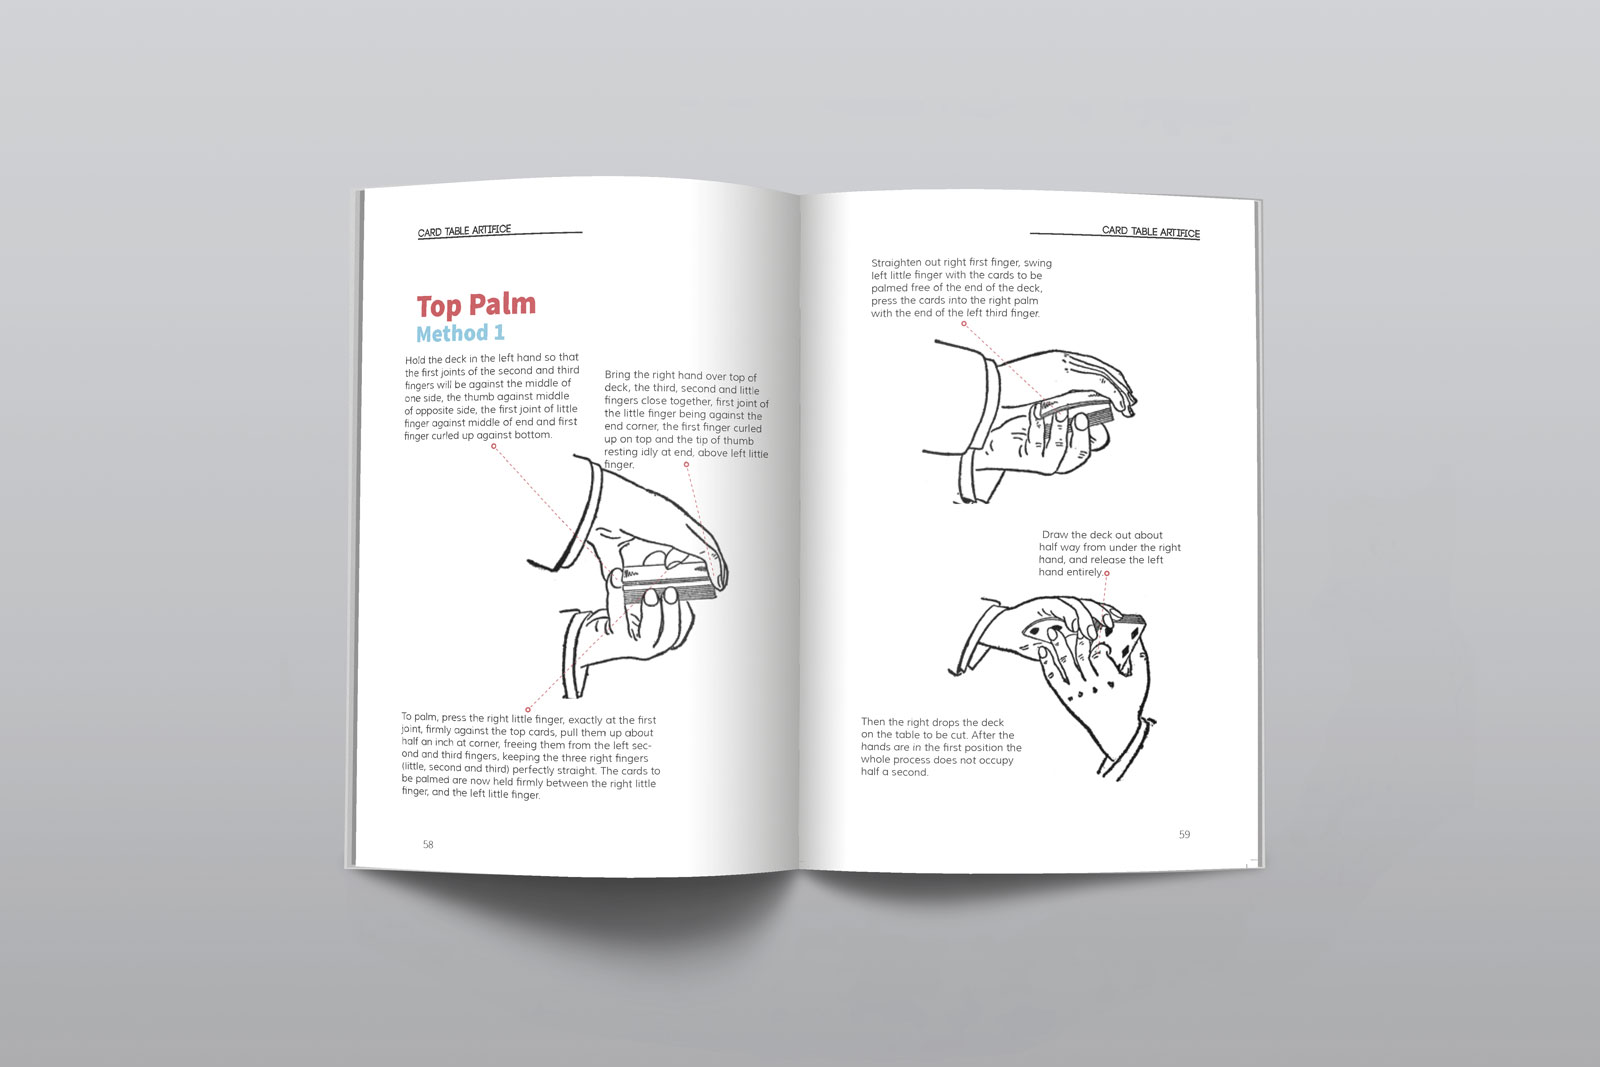 CARD TABLE ARTIFICE
Top Palm
Method 1
Hold the deck in the left hand so that
the first joints of the second and third
fingers will be against the middle of
one side, the thumb against middle
of opposite side, the first joint of little
finger against middle of end and first
finger curled up against bottom.
Bring the right hand over top of
deck, the third, second and little
fingers close together, first joint of
the little finger being against the
end corner, the first finger curled
up on top and the tip of thumb
resting idly at end, above left little
finger.
To palm, press the right little finger, exactly at the first
joint, firmly against the top cards, pull them up about
half an inch at corner, freeing them from the left sec-
ond and third fingers, keeping the three right fingers
(little, second and third) perfectly straight. The cards to
be palmed are now held firmly between the right little
finger, and the left little finger.
58
CARD TABLE ARTIFICE
Straighten out right first finger, swing
left little finger with the cards to be
palmed free of the end of the deck,
press the cards into the right palm
with the end of the left third finger.
Draw the deck out about
half way from under the right
hand, and release the left
hand entirely.
Then the right drops the deck
on the table to be cut. After the
hands are in the first position the
whole process does not occupy
half a second.
59